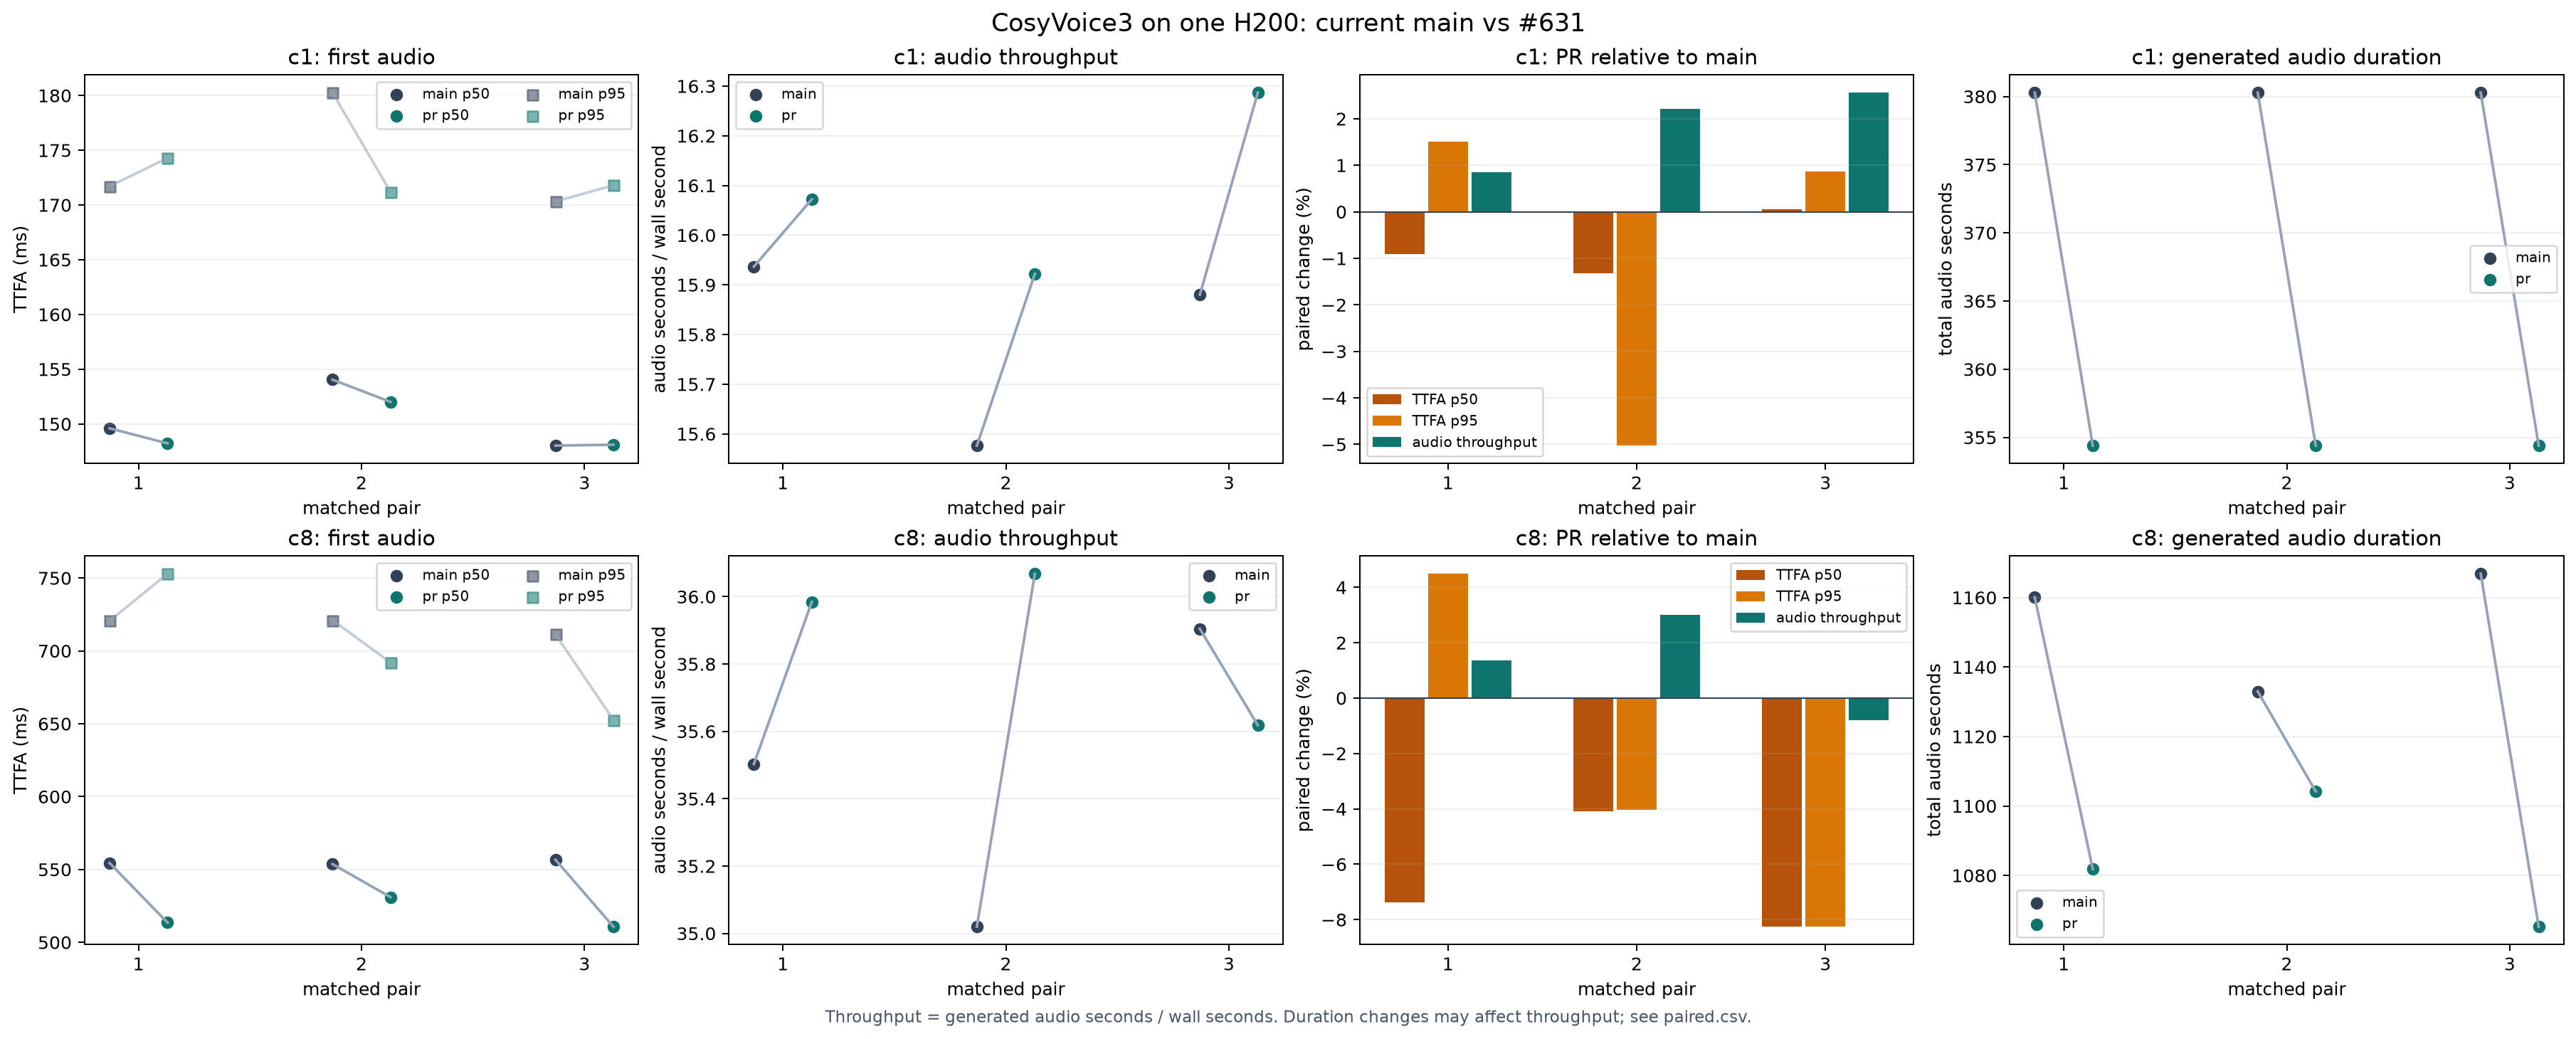 CosyVoice3 on one H200: current main vs #631
c1: first audio
TTFA (ms)
180
175
170
165
160
155
150
main p50
pr p50
main p95
pr p95
1
2
3
matched pair
c1: audio throughput
audio seconds / wall second
16.3
16.2
16.1
16.0
15.9
15.8
15.7
15.6
main
pr
1
2
3
matched pair
c1: PR relative to main
paired change (%)
2
1
0
−1
−2
−3
−4
−5
TTFA p50
TTFA p95
audio throughput
1
2
3
matched pair
c1: generated audio duration
total audio seconds
380
375
370
365
360
355
main
pr
1
2
3
matched pair
c8: first audio
TTFA (ms)
750
700
650
600
550
500
main p50
pr p50
main p95
pr p95
1
2
3
matched pair
c8: audio throughput
audio seconds / wall second
36.0
35.8
35.6
35.4
35.2
35.0
main
pr
1
2
3
matched pair
c8: PR relative to main
paired change (%)
4
2
0
−2
−4
−6
−8
TTFA p50
TTFA p95
audio throughput
1
2
3
matched pair
c8: generated audio duration
total audio seconds
1160
1140
1120
1100
1080
main
pr
1
2
3
matched pair
Throughput = generated audio seconds / wall seconds. Duration changes may affect throughput; see paired.csv.